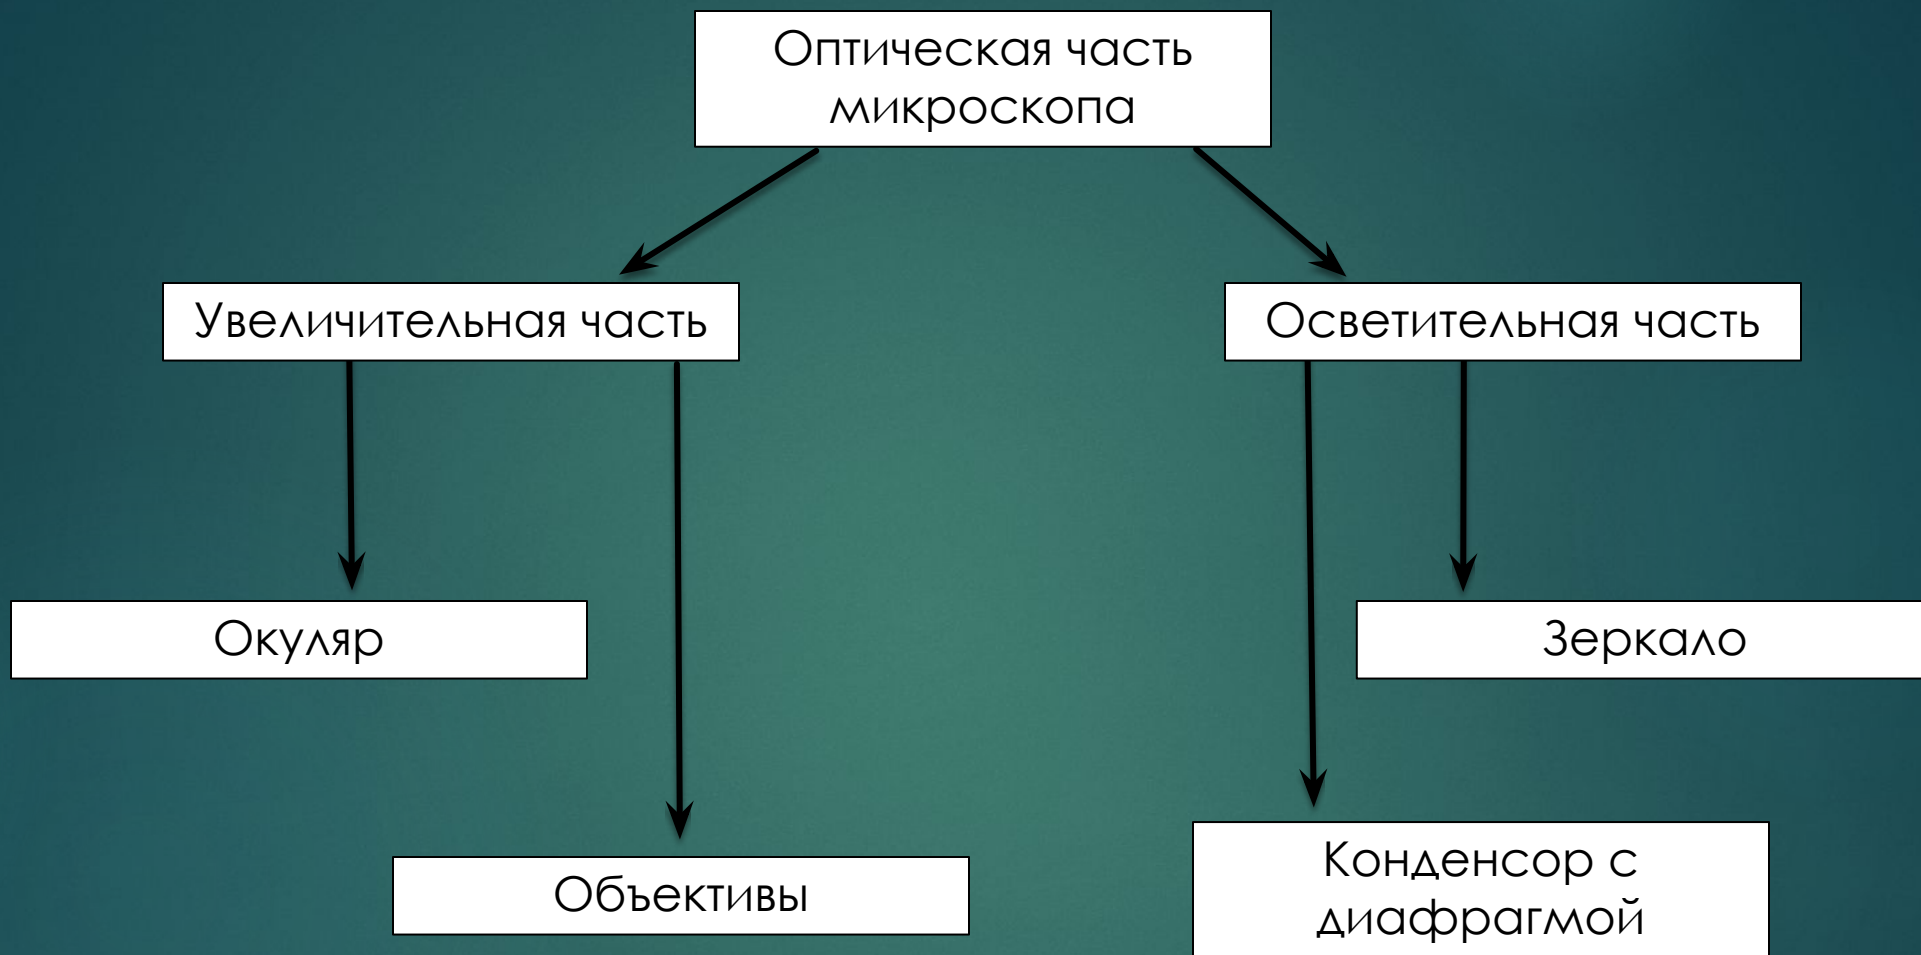 Оптическая часть
микроскопа
Увеличительная часть
Осветительная часть
Окуляр
Зеркало
Объективы
Конденсор с
диафрагмой